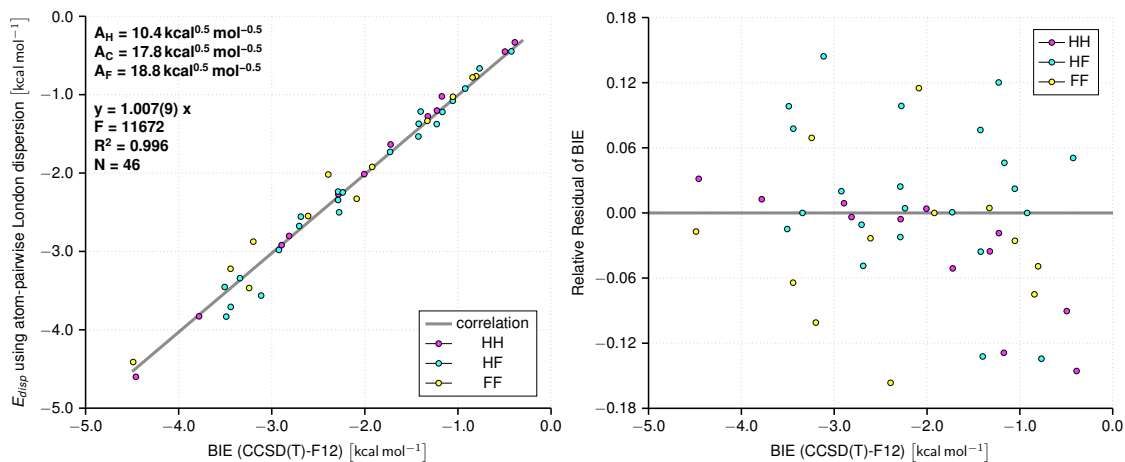 0.0
−1.0
−2.0
−3.0
−4.0
−5.0
E_disp using atom-pairwise London dispersion [kcal mol⁻¹]
A_H = 10.4 kcal^0.5 mol^−0.5
A_C = 17.8 kcal^0.5 mol^−0.5
A_F = 18.8 kcal^0.5 mol^−0.5
y = 1.007(9) x
F = 11672
R² = 0.996
N = 46
correlation
HH
HF
FF
−5.0 −4.0 −3.0 −2.0 −1.0 0.0
BIE (CCSD(T)-F12) [kcal mol⁻¹]
0.18
0.12
0.06
0.00
−0.06
−0.12
−0.18
Relative Residual of BIE
HH
HF
FF
−5.0 −4.0 −3.0 −2.0 −1.0 0.0
BIE (CCSD(T)-F12) [kcal mol⁻¹]